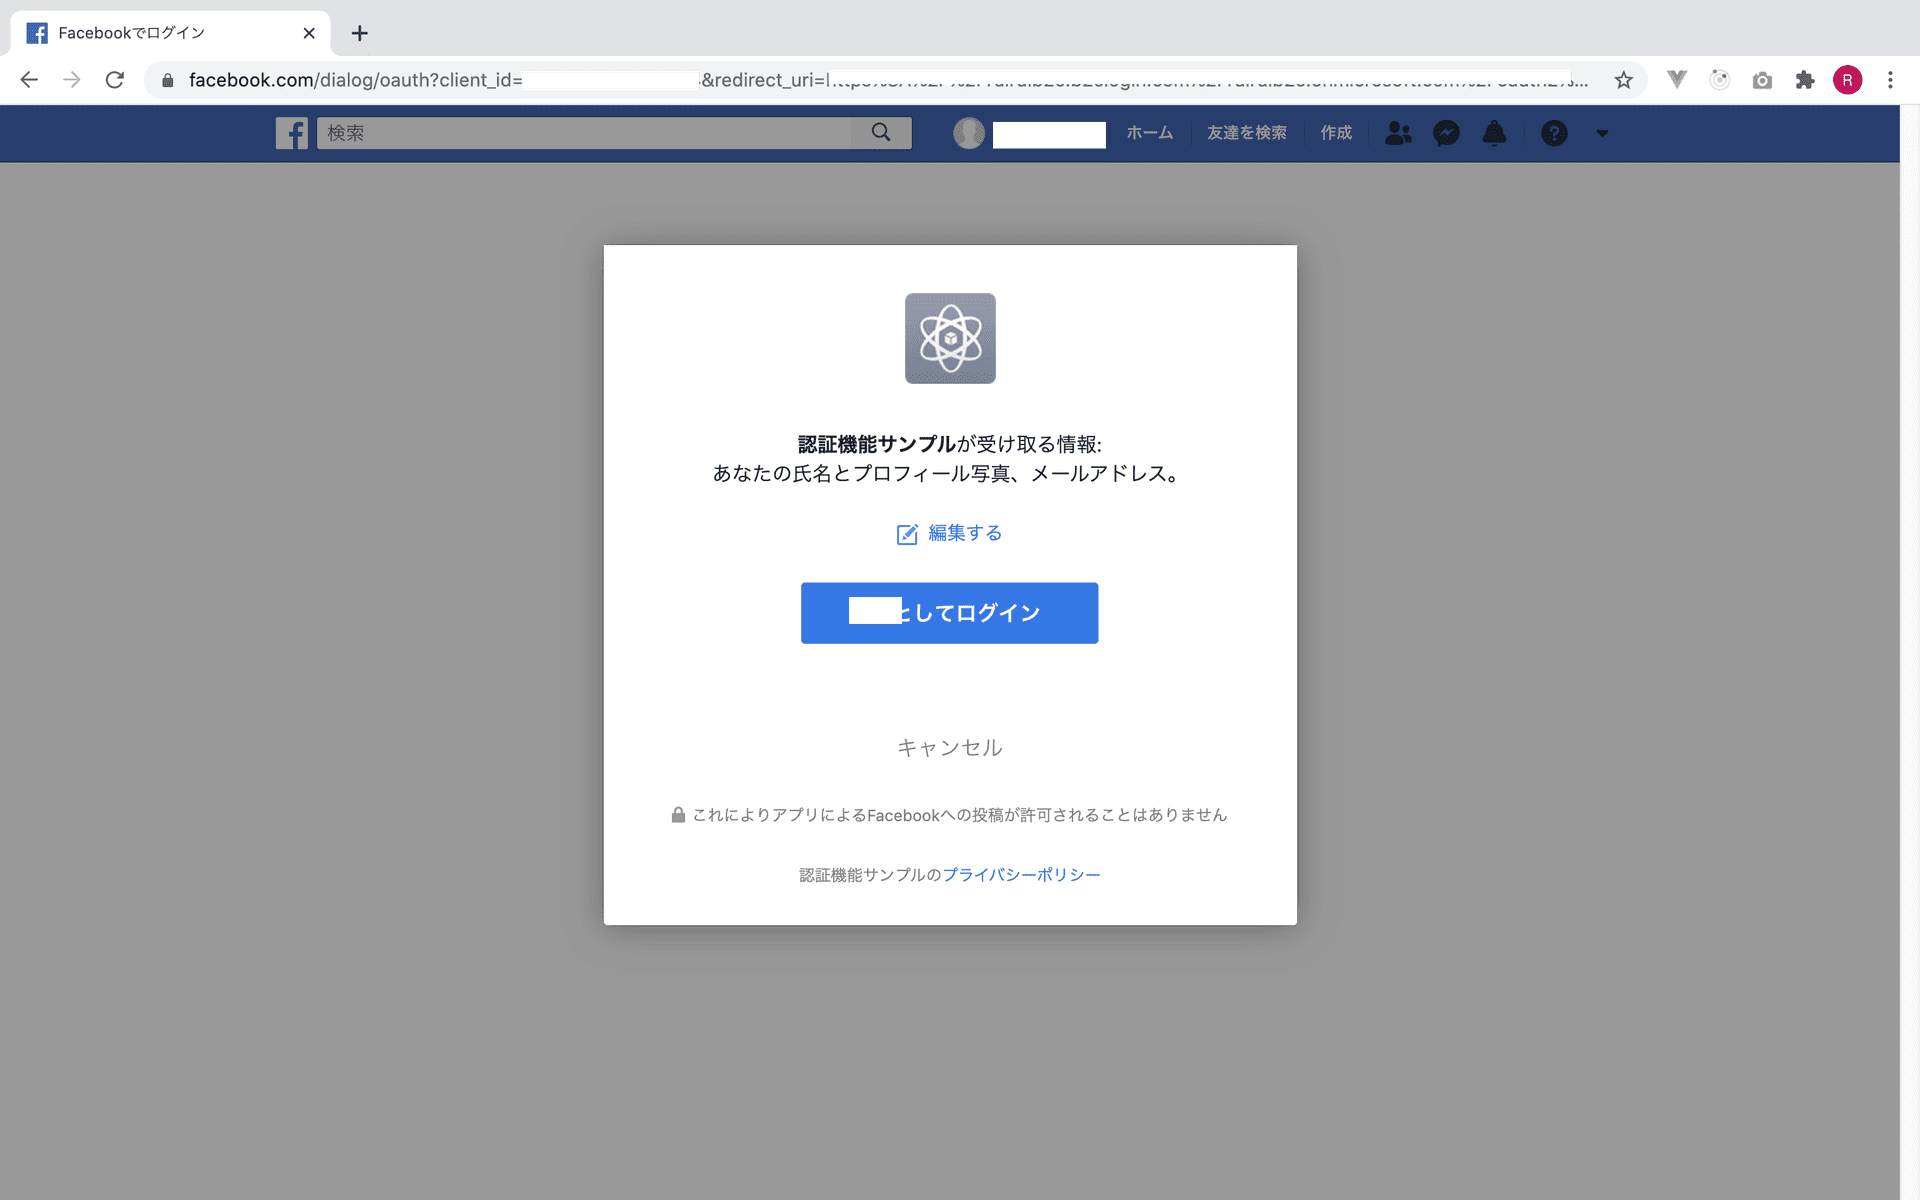 Facebookでログイン
facebook.com/dialog/oauth?client_id=
&redirect_uri=
検索
ホーム
友達を検索
作成
R
認証機能サンプルが受け取る情報:
あなたの氏名とプロフィール写真、メールアドレス。
編集する
としてログイン
キャンセル
これによりアプリによるFacebookへの投稿が許可されることはありません
認証機能サンプルのプライバシーポリシー